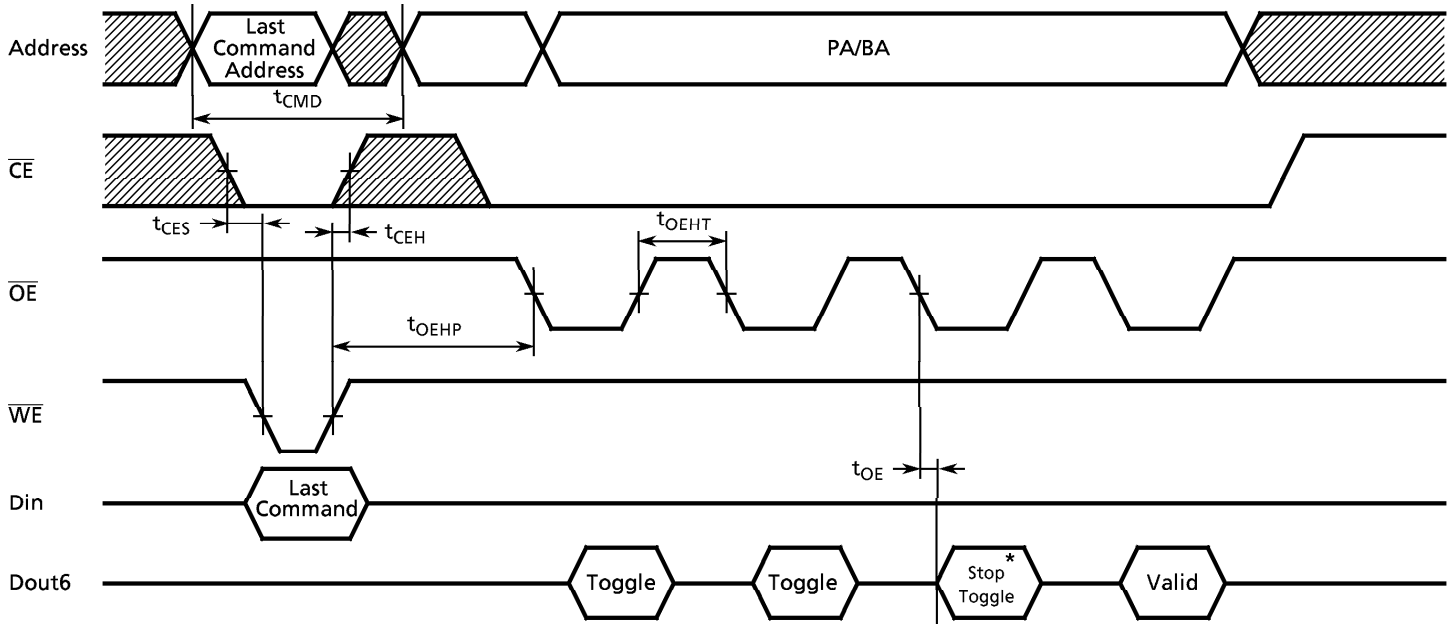 Address
Last
Command
Address
PA/BA
tCMD
CE
tCES
tCEH
tOEHT
OE
tOEHP
WE
tOE
Din
Last
Command
Dout6
Toggle
Toggle
Stop *
Toggle
Valid